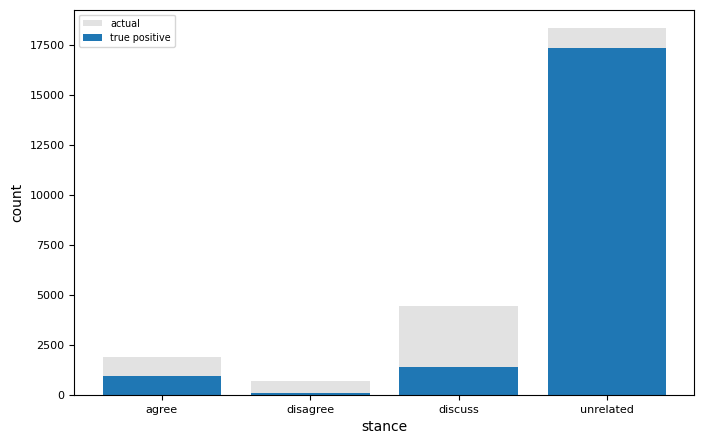 actual
true positive
17500
15000
12500
10000
7500
5000
2500
0
count
agree disagree discuss unrelated
stance